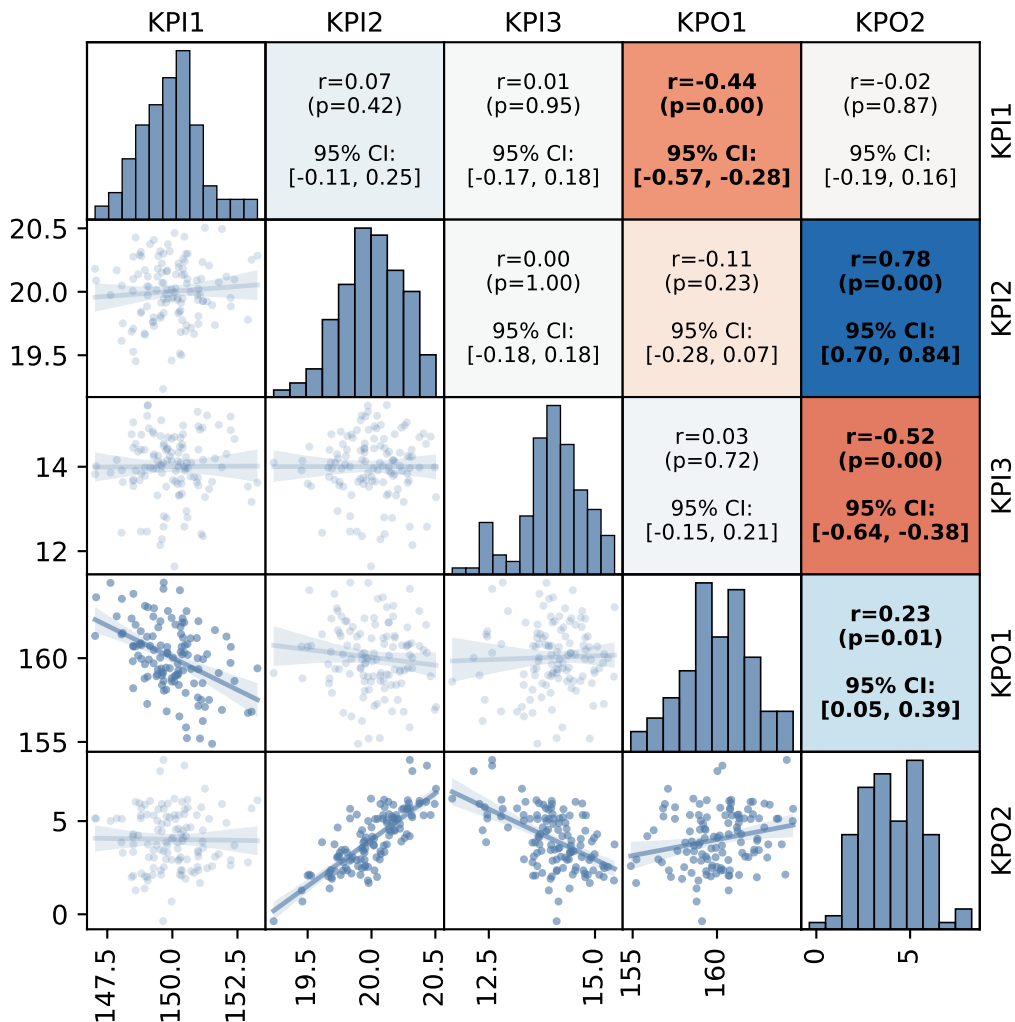 KPI1 KPI2 KPI3 KPO1 KPO2
r=0.07 r=0.01 r=-0.44 r=-0.02
(p=0.42) (p=0.95) (p=0.00) (p=0.87)
95% CI: 95% CI: 95% CI: 95% CI:
[-0.11, 0.25] [-0.17, 0.18] [-0.57, -0.28] [-0.19, 0.16]
KPI1
20.5
20.0
19.5
r=0.00 r=-0.11 r=0.78
(p=1.00) (p=0.23) (p=0.00)
95% CI: 95% CI: 95% CI:
[-0.18, 0.18] [-0.28, 0.07] [0.70, 0.84]
KPI2
14
12
r=0.03 r=-0.52
(p=0.72) (p=0.00)
95% CI: 95% CI:
[-0.15, 0.21] [-0.64, -0.38]
KPI3
160
155
r=0.23
(p=0.01)
95% CI:
[0.05, 0.39]
KPO1
5
0
KPO2
147.5 150.0 152.5 19.5 20.0 20.5 12.5 15.0 155 160 0 5